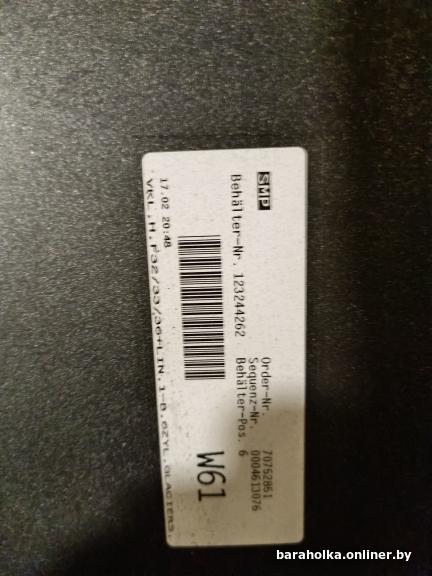 SMP
Order-Nr. 70752861
Sequenz-Nr. 0004613076
Behälter-Nr. 123244262 Behälter-Pos. 6
W61
17.02 20:48
baraholka.onliner.by